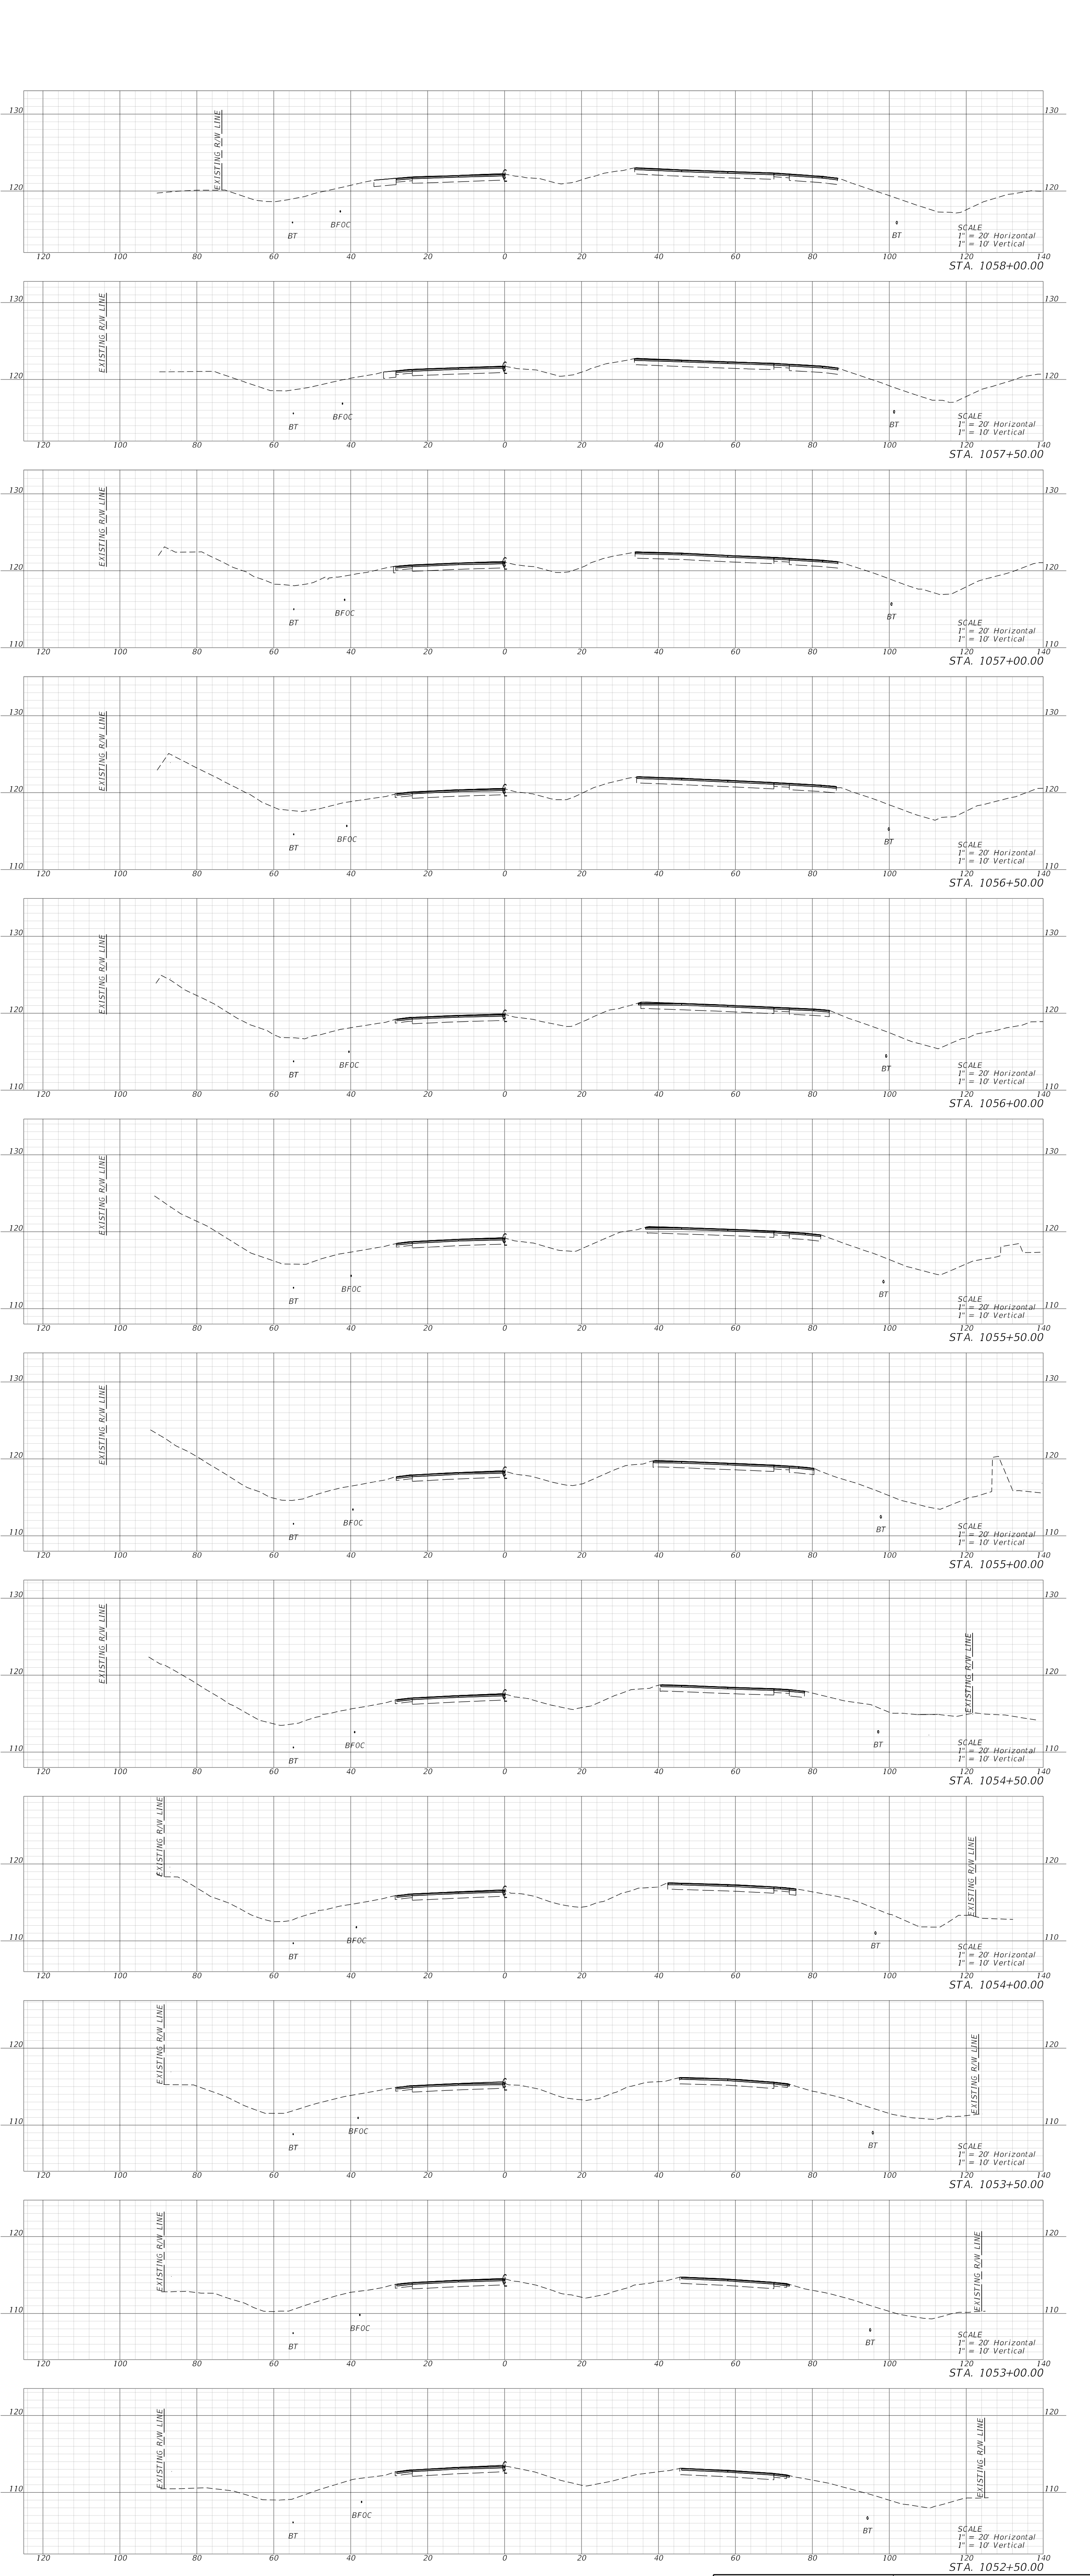 130 130
EXISTING R/W LINE
120 120
BT BFOC BT
SCALE
1" = 20' Horizontal
1" = 10' Vertical
120 100 80 60 40 20 0 20 40 60 80 100 120 140
STA. 1058+00.00
130 130
EXISTING R/W LINE
120 120
BT BFOC BT
SCALE
1" = 20' Horizontal
1" = 10' Vertical
120 100 80 60 40 20 0 20 40 60 80 100 120 140
STA. 1057+50.00
130 130
EXISTING R/W LINE
120 120
BT BFOC BT
SCALE
1" = 20' Horizontal
1" = 10' Vertical
110 110
120 100 80 60 40 20 0 20 40 60 80 100 120 140
STA. 1057+00.00
130 130
EXISTING R/W LINE
120 120
BT BFOC BT
SCALE
1" = 20' Horizontal
1" = 10' Vertical
110 110
120 100 80 60 40 20 0 20 40 60 80 100 120 140
STA. 1056+50.00
130 130
EXISTING R/W LINE
120 120
BT BFOC BT
SCALE
1" = 20' Horizontal
1" = 10' Vertical
110 110
120 100 80 60 40 20 0 20 40 60 80 100 120 140
STA. 1056+00.00
130 130
EXISTING R/W LINE
120 120
BT BFOC BT
SCALE
1" = 20' Horizontal
1" = 10' Vertical
110 110
120 100 80 60 40 20 0 20 40 60 80 100 120 140
STA. 1055+50.00
130 130
EXISTING R/W LINE
120 120
BT BFOC BT
SCALE
1" = 20' Horizontal
1" = 10' Vertical
110 110
120 100 80 60 40 20 0 20 40 60 80 100 120 140
STA. 1055+00.00
130 130
EXISTING R/W LINE EXISTING R/W LINE
120 120
BT BFOC BT
SCALE
1" = 20' Horizontal
1" = 10' Vertical
110 110
120 100 80 60 40 20 0 20 40 60 80 100 120 140
STA. 1054+50.00
EXISTING R/W LINE EXISTING R/W LINE
120 120
110 110
BT BFOC BT
SCALE
1" = 20' Horizontal
1" = 10' Vertical
120 100 80 60 40 20 0 20 40 60 80 100 120 140
STA. 1054+00.00
EXISTING R/W LINE EXISTING R/W LINE
120 120
110 110
BT BFOC BT
SCALE
1" = 20' Horizontal
1" = 10' Vertical
120 100 80 60 40 20 0 20 40 60 80 100 120 140
STA. 1053+50.00
EXISTING R/W LINE EXISTING R/W LINE
120 120
110 110
BT BFOC BT
SCALE
1" = 20' Horizontal
1" = 10' Vertical
120 100 80 60 40 20 0 20 40 60 80 100 120 140
STA. 1053+00.00
EXISTING R/W LINE EXISTING R/W LINE
120 120
110 110
BT BFOC BT
SCALE
1" = 20' Horizontal
1" = 10' Vertical
120 100 80 60 40 20 0 20 40 60 80 100 120 140
STA. 1052+50.00